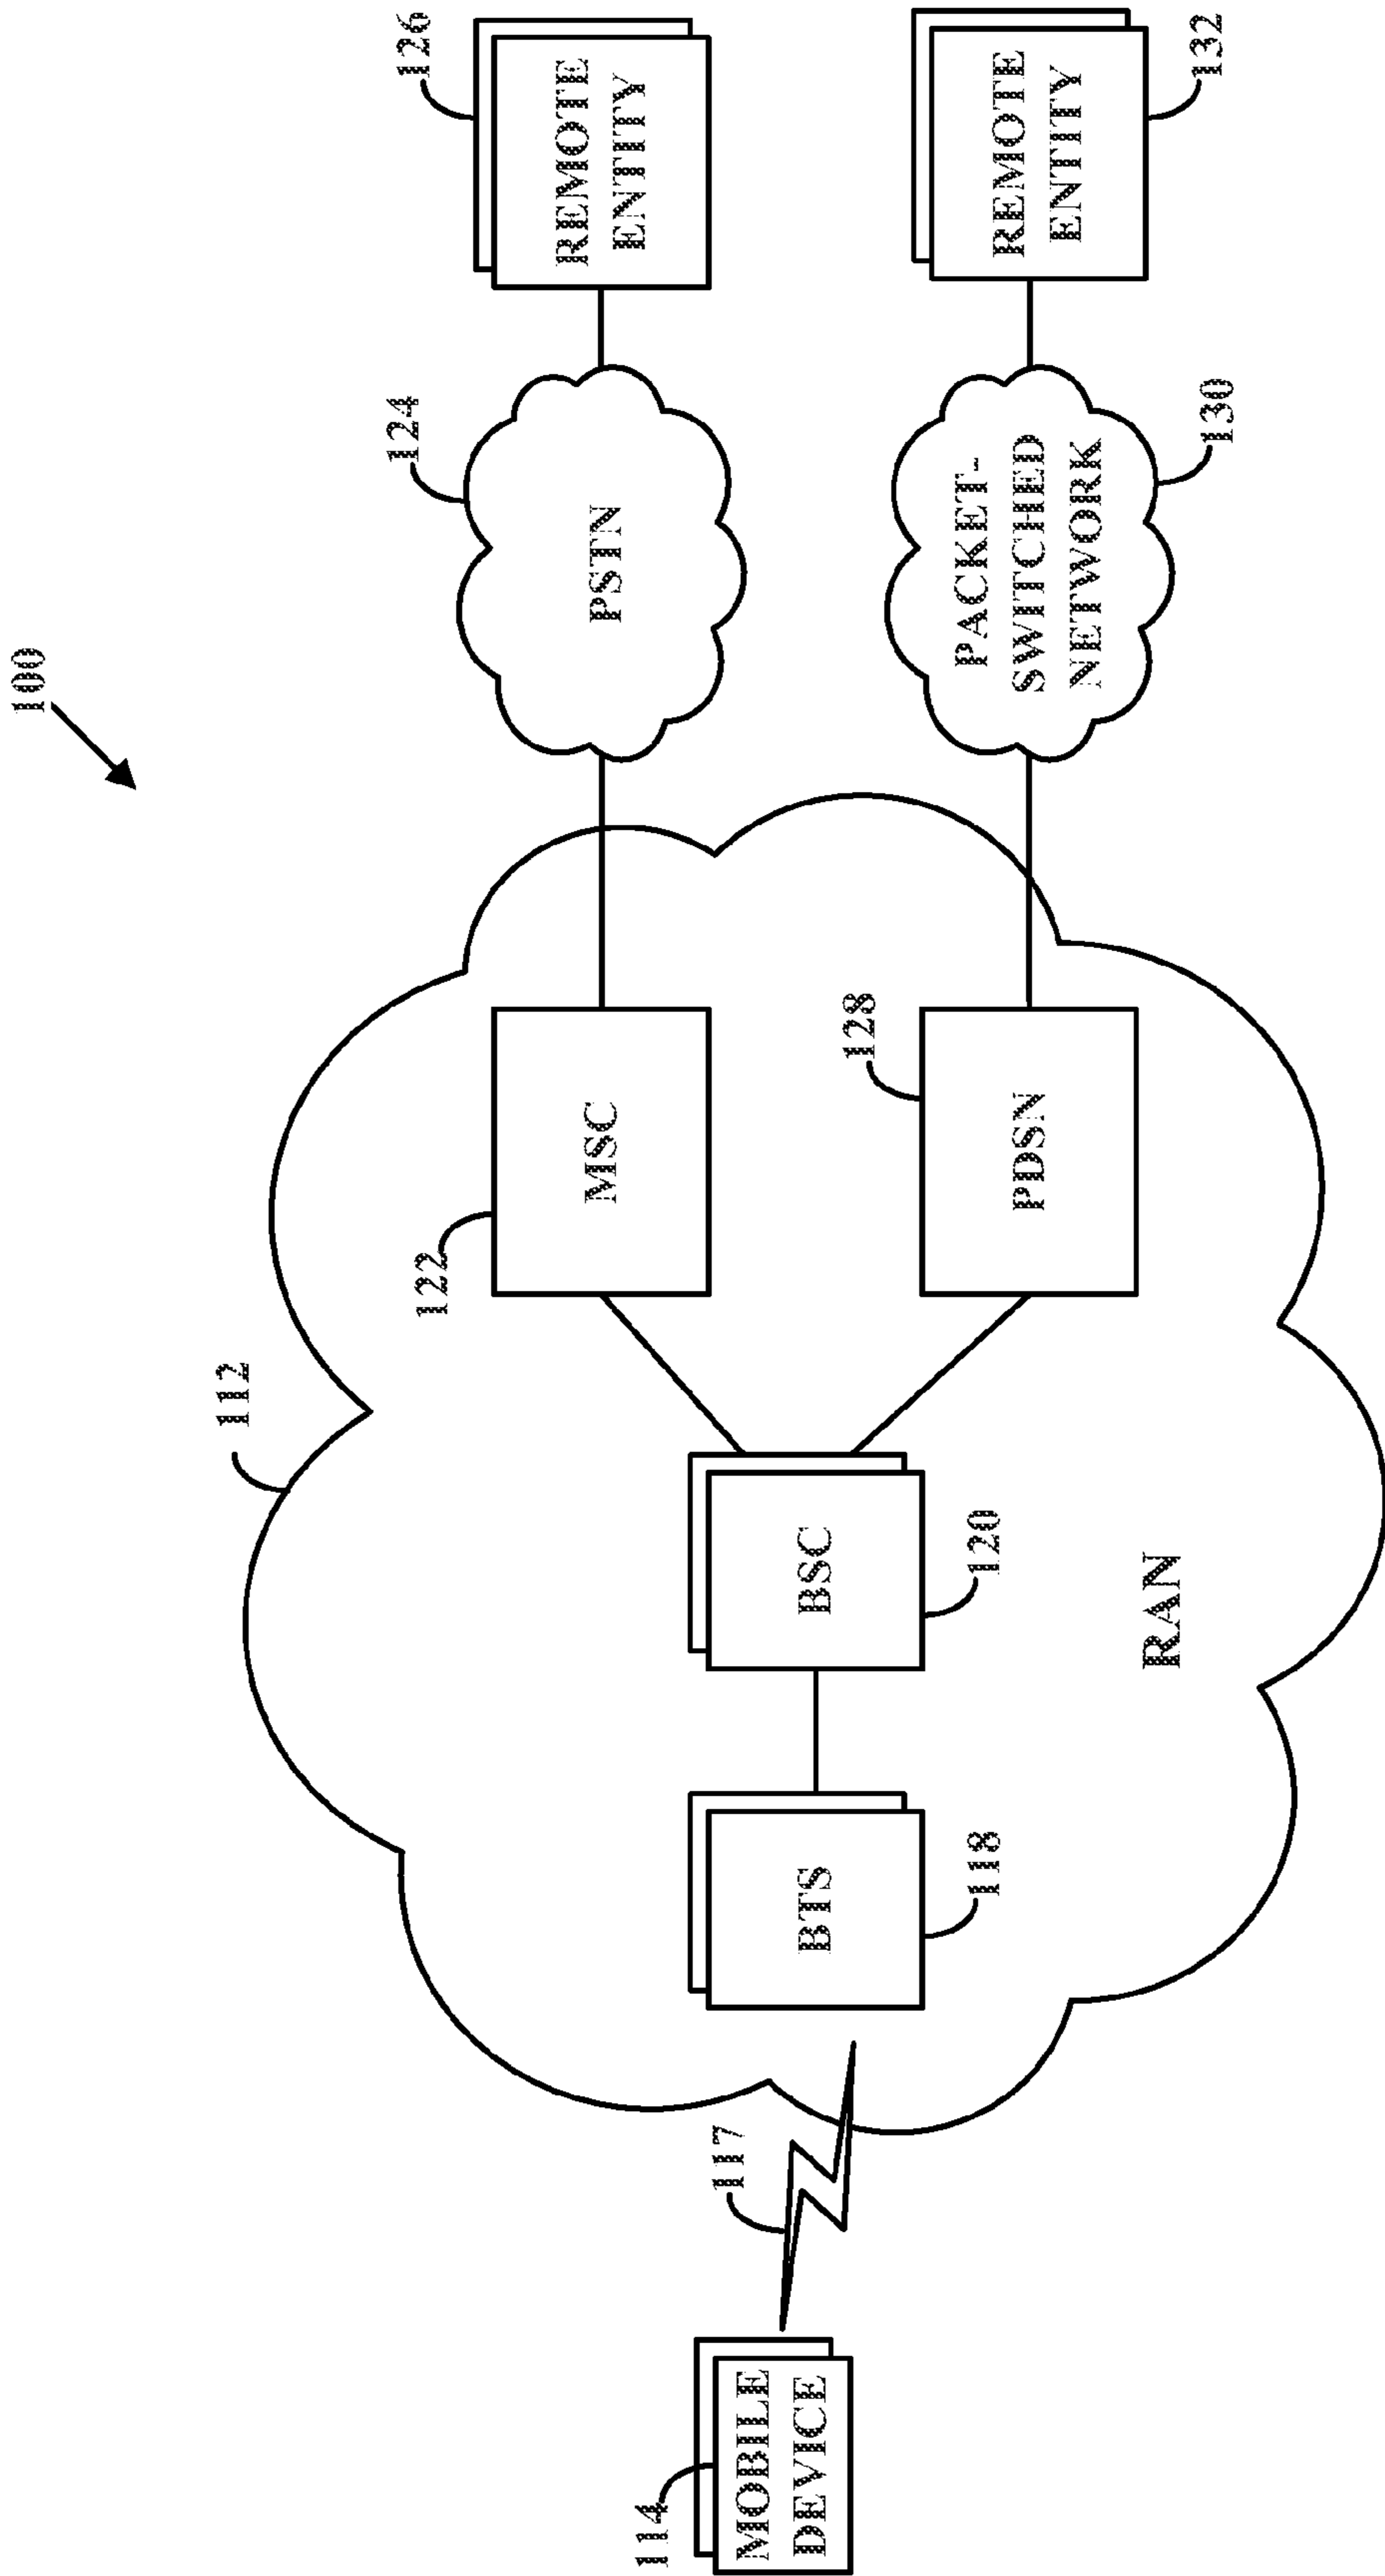 100
112
122
124
126
MSC
PSTN
REMOTE
ENTITY
114
MOBILE
DEVICE
117
BTS
118
BSC
120
128
PDSN
PACKET-
SWITCHED
NETWORK
130
REMOTE
ENTITY
132
RAN